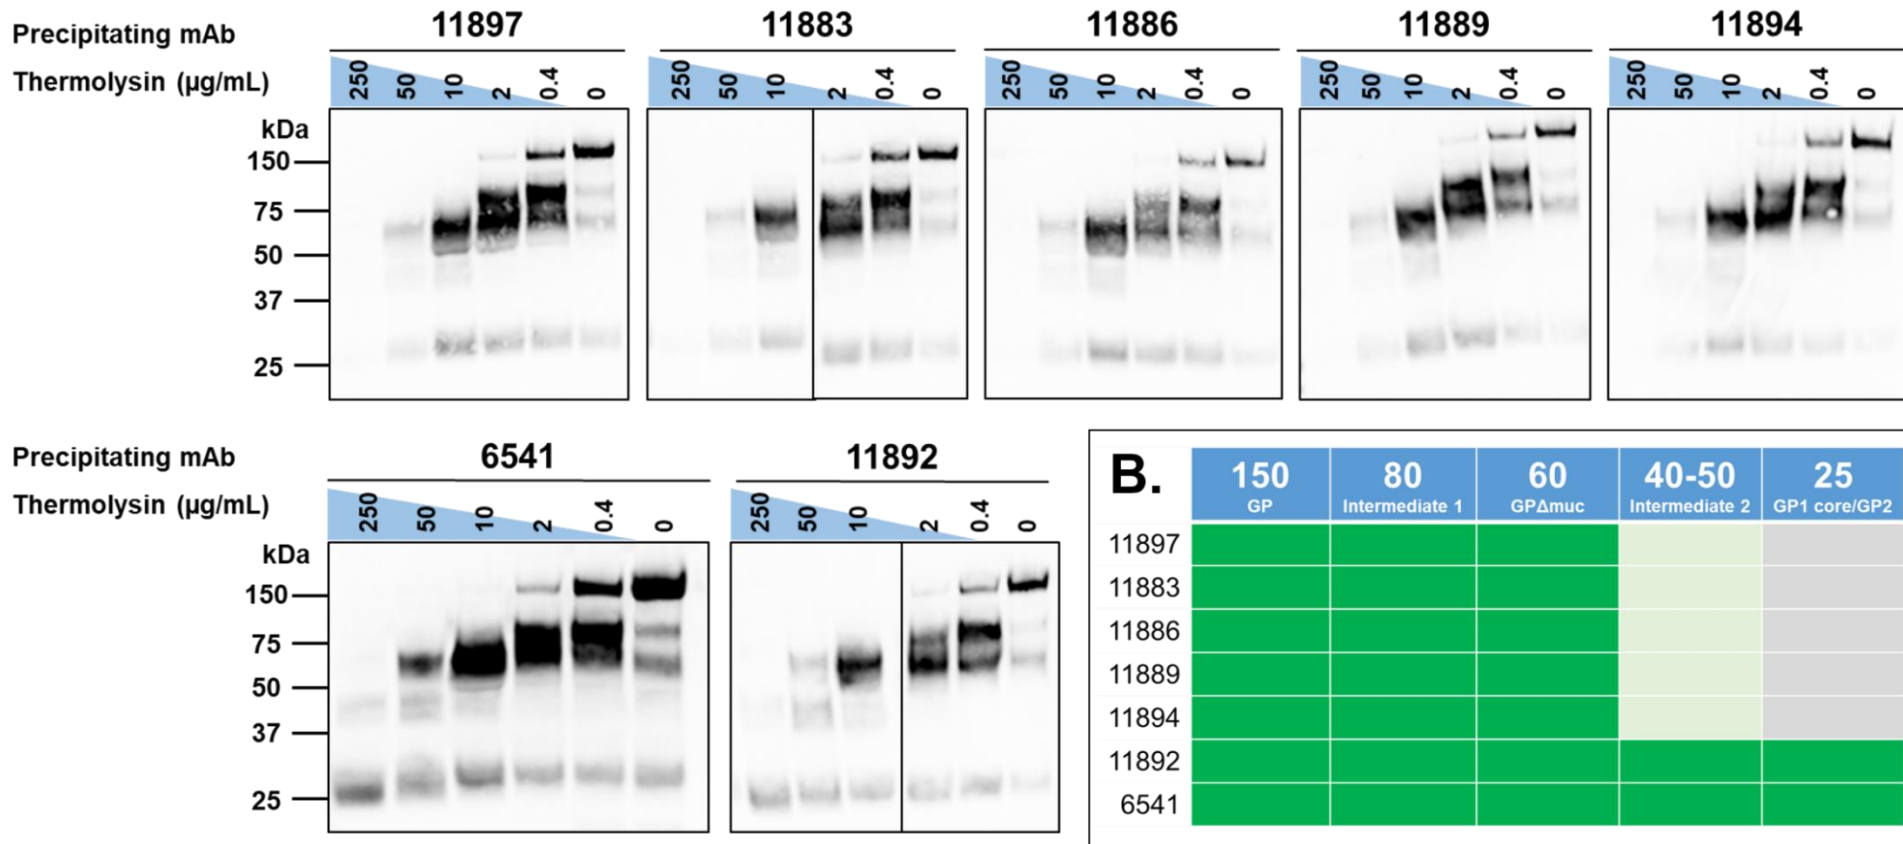 Precipitating mAb 11897 11883 11886 11889 11894
Thermolysin (µg/mL) 250 50 10 2 0.4 0 250 50 10 2 0.4 0 250 50 10 2 0.4 0 250 50 10 2 0.4 0 250 50 10 2 0.4 0
kDa
150
75
50
37
25
Precipitating mAb 6541 11892
Thermolysin (µg/mL) 250 50 10 2 0.4 0 250 50 10 2 0.4 0
kDa
150
75
50
37
25
B. 150 80 60 40-50 25
GP Intermediate 1 GPΔmuc Intermediate 2 GP1 core/GP2
11897
11883
11886
11889
11894
11892
6541